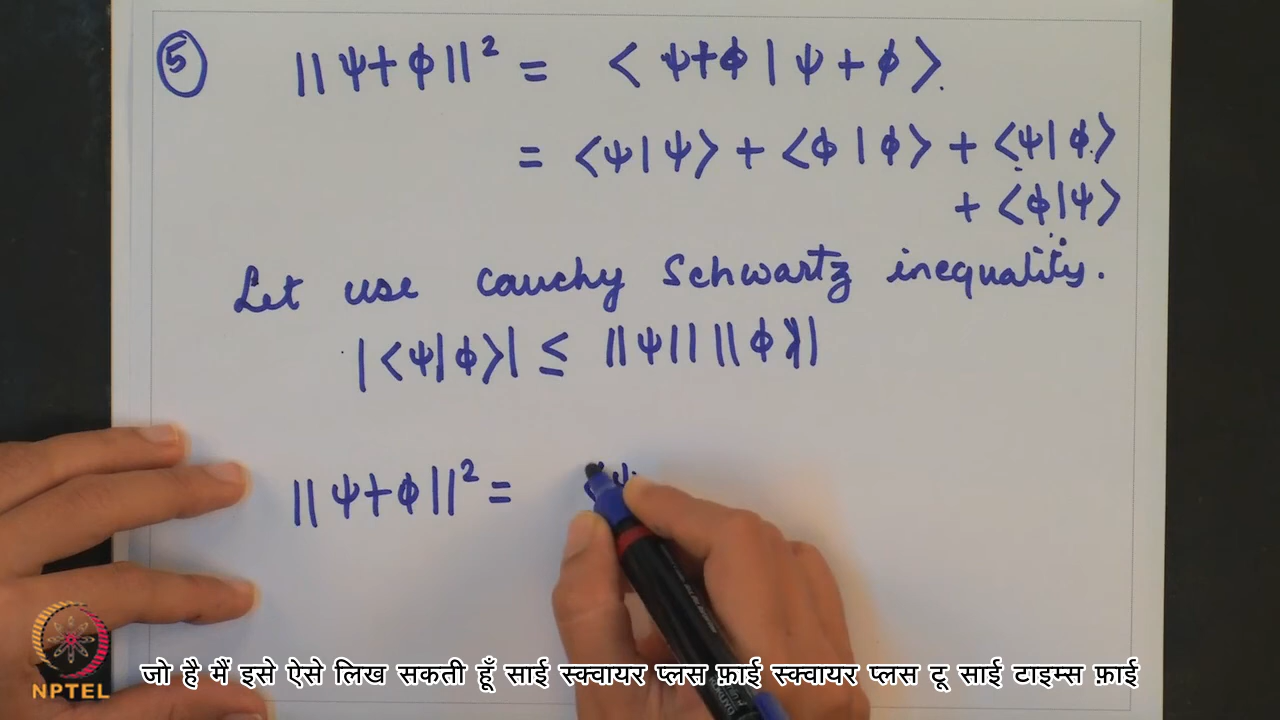 5 || ψ+ φ ||² = < ψ+φ | ψ + φ >.
= <ψ|ψ> + <φ|φ> + <ψ|φ>
+ <φ|ψ>
Let use Cauchy Schwartz inequality.
|<ψ|φ>| ≤ ||ψ|| ||φ||
||ψ+φ||² = <ψ
जो है मैं इसे ऐसे लिख सकती हूँ साई स्क्वायर प्लस फ़ाई स्क्वायर प्लस टू साई टाइम्स फ़ाई
NPTEL